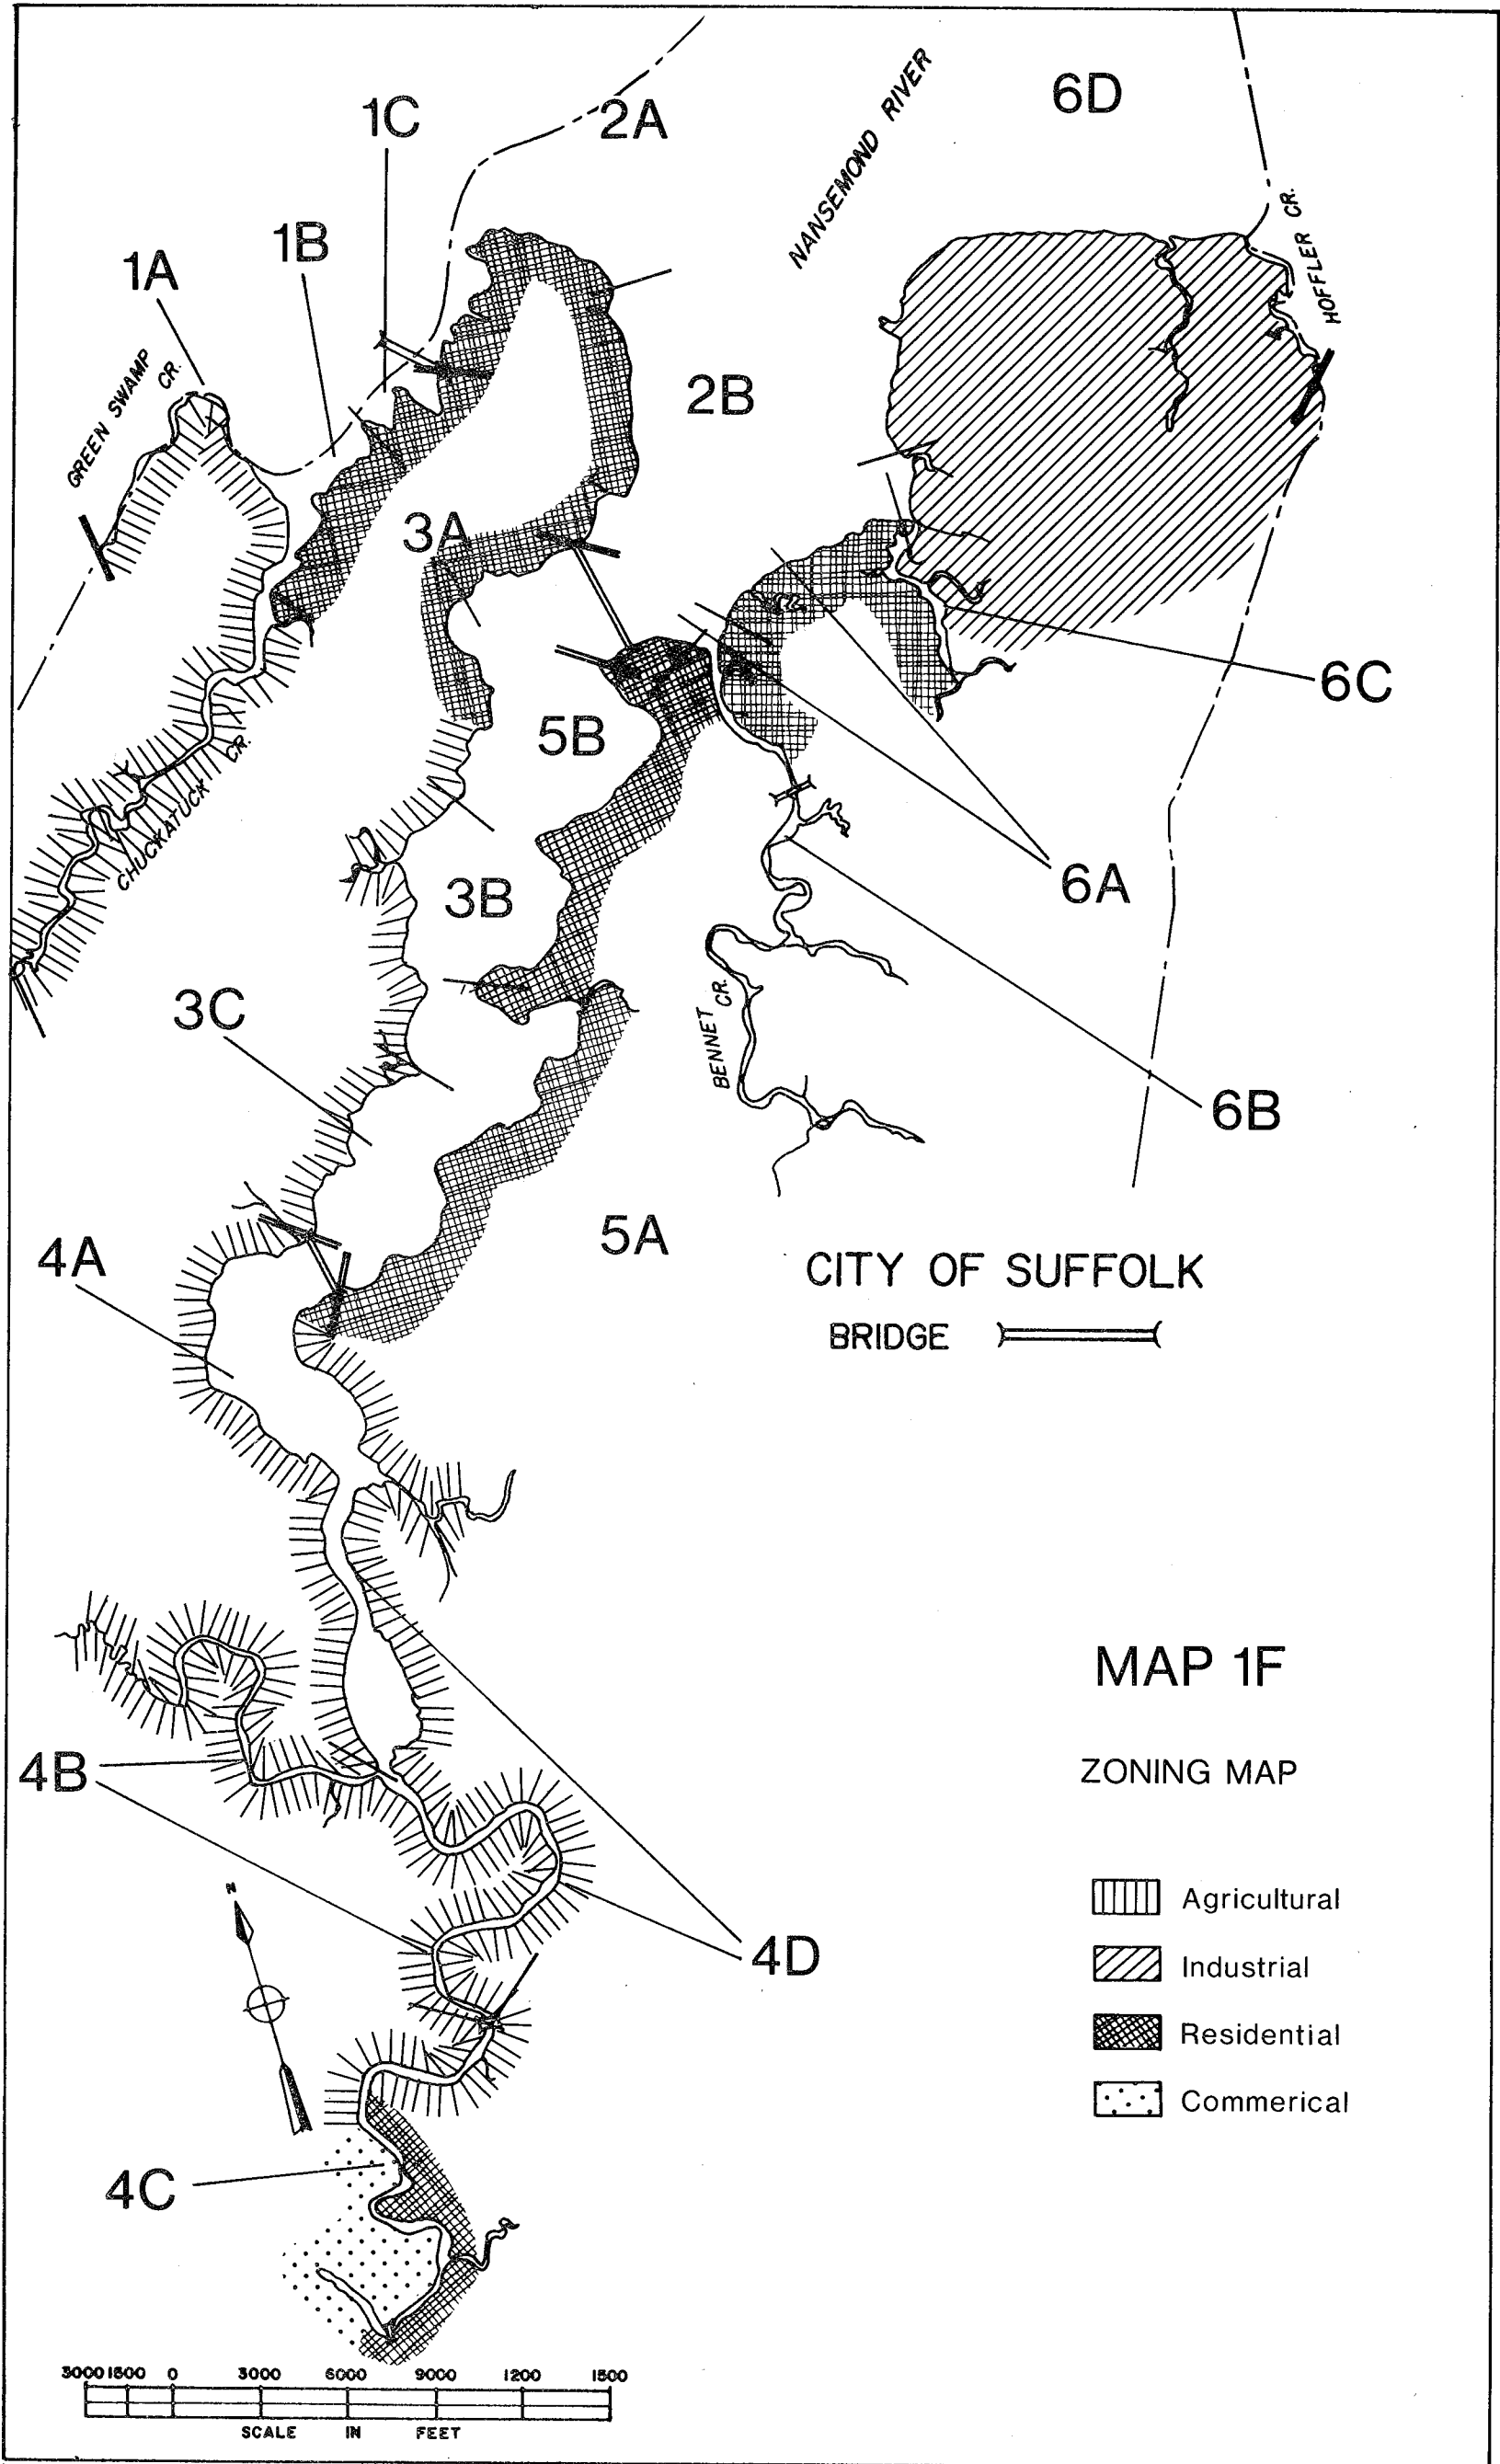 6D
1C
2A
NANSEMOND RIVER
HOFFLER CR.
1B
1A
GREEN SWAMP CR.
2B
3A
6C
5B
CHUCKATUCK CR.
6A
3B
3C
BENNET CR.
6B
5A
4A
CITY OF SUFFOLK
BRIDGE
MAP 1F
ZONING MAP
4B
Agricultural
N
4D
Industrial
Residential
Commerical
4C
3000 1500 0 3000 6000 9000 1200 1500
SCALE IN FEET